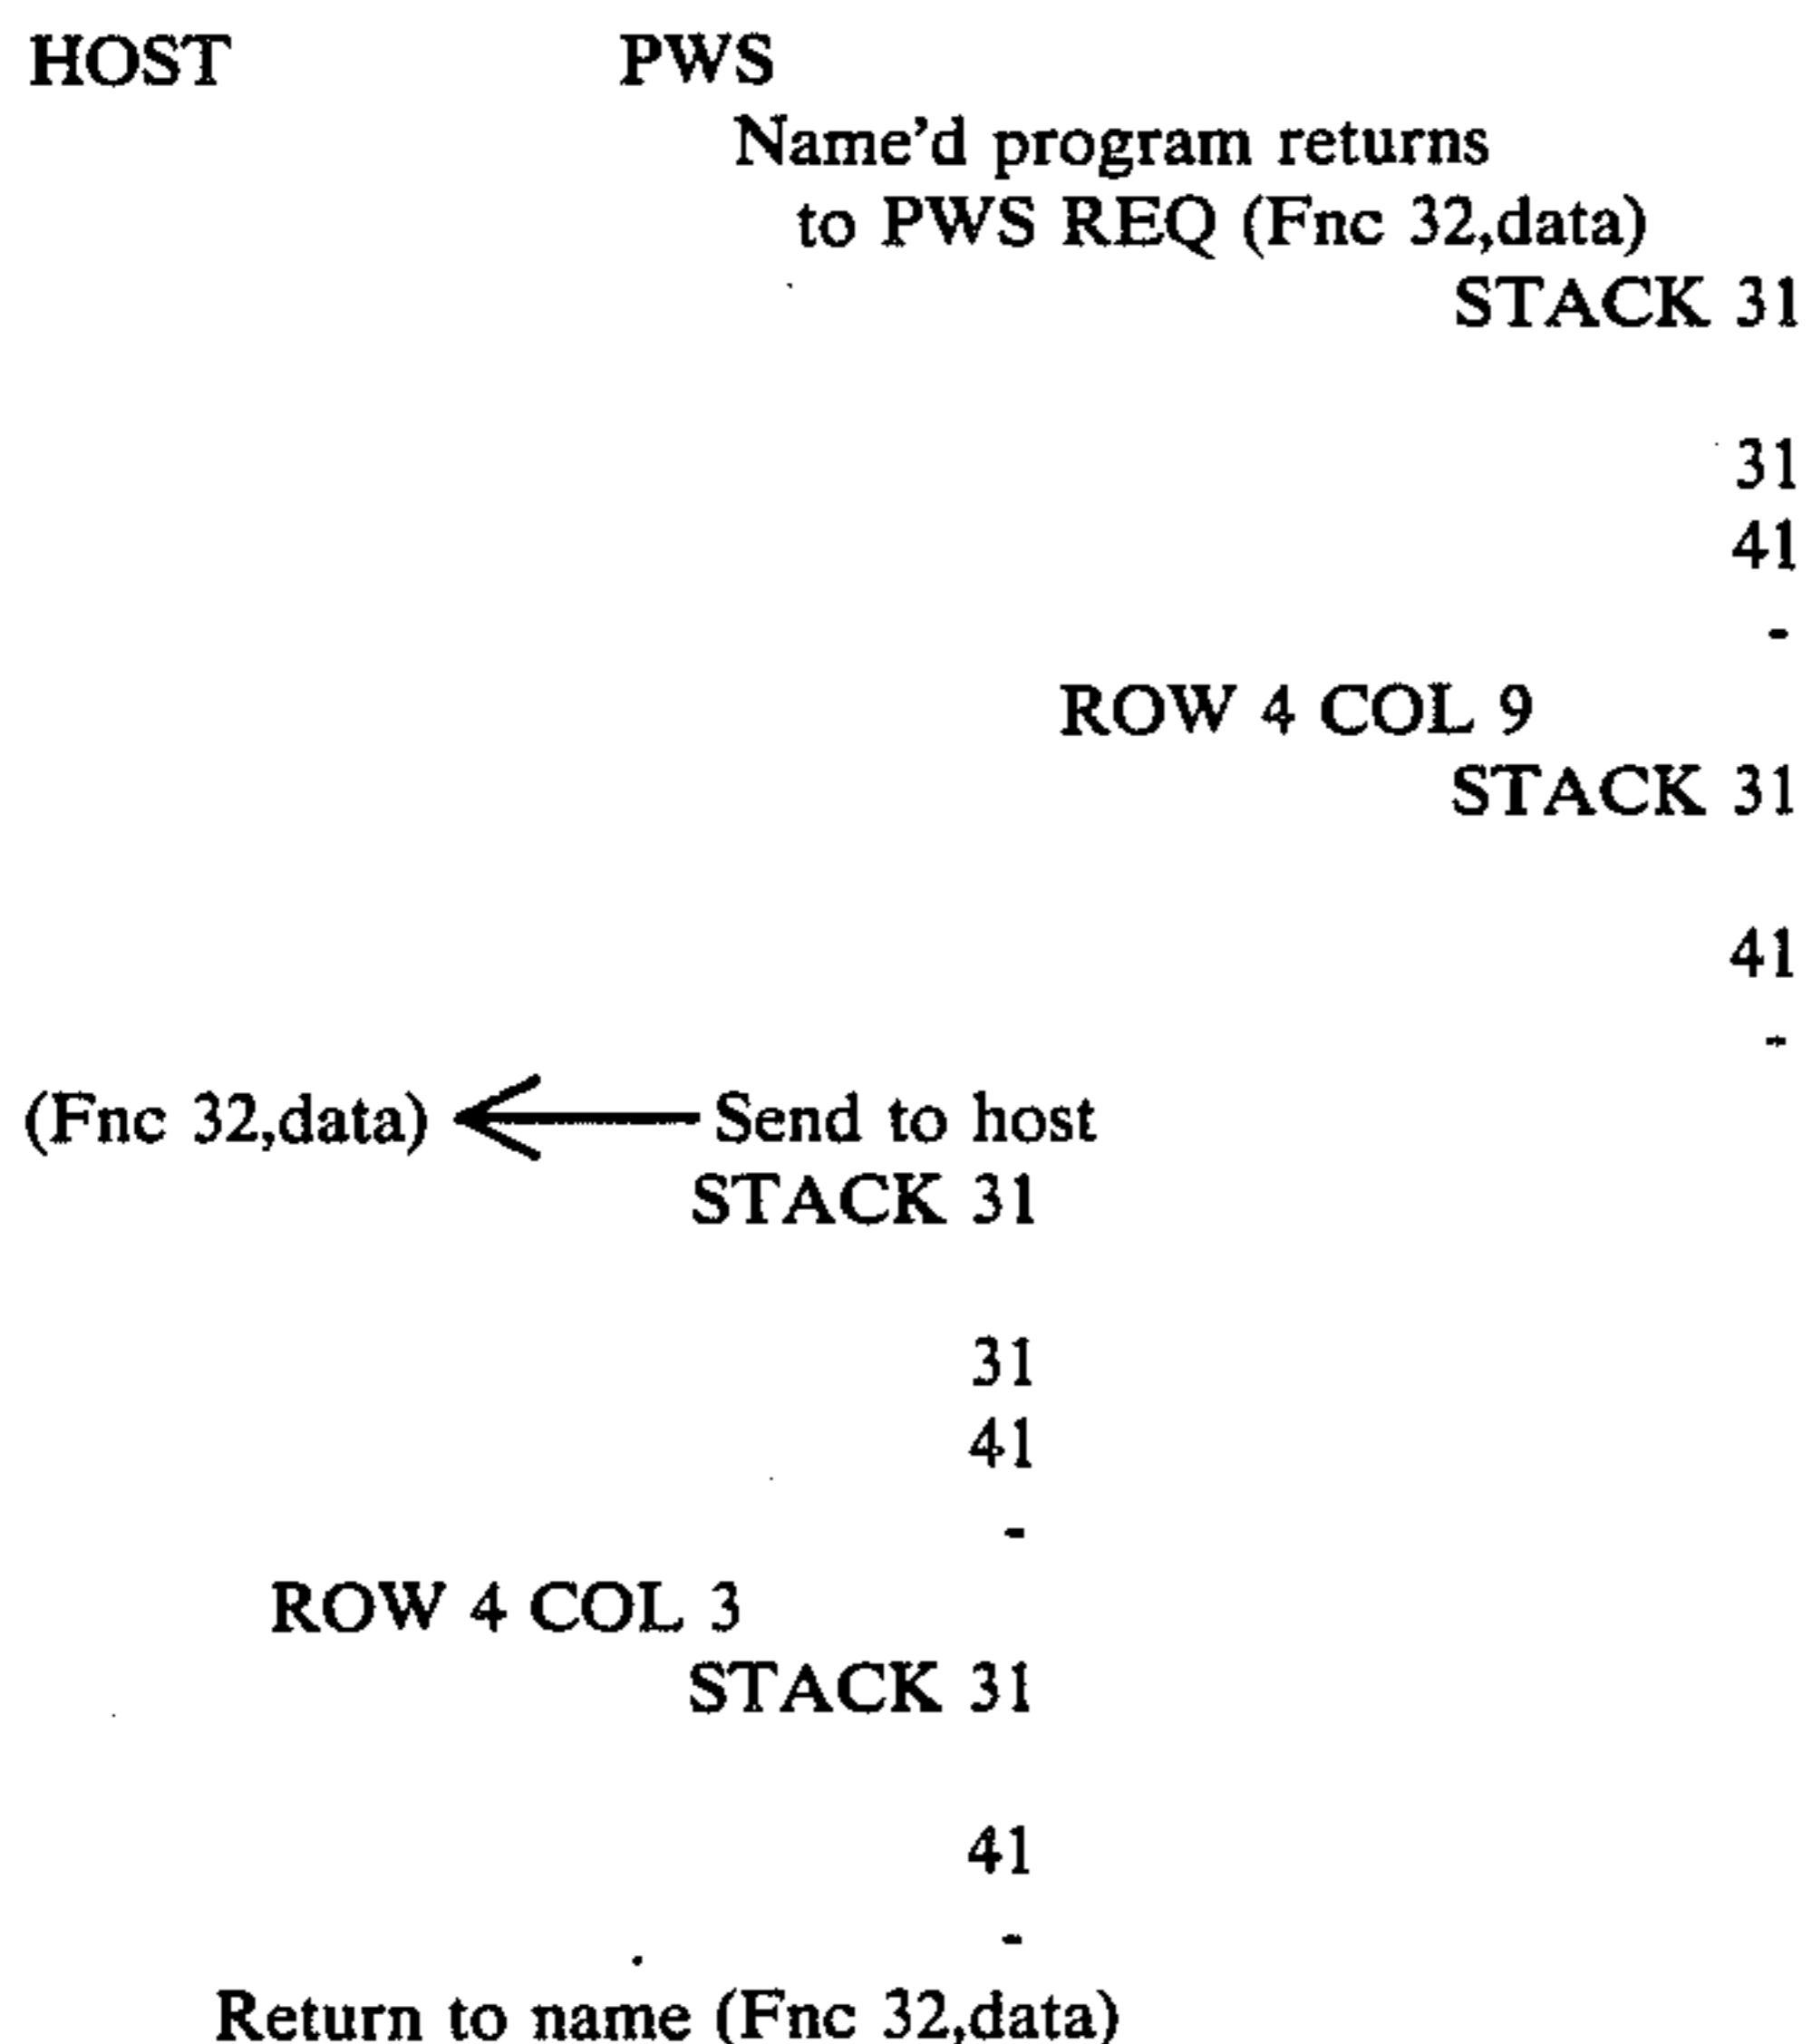 HOST PWS
Name'd program returns
to PWS REQ (Fnc 32,data)
STACK 31
31
41
-
ROW 4 COL 9
STACK 31
41
-
(Fnc 32,data) Send to host
STACK 31
31
41
-
ROW 4 COL 3
STACK 31
41
-
Return to name (Fnc 32,data)